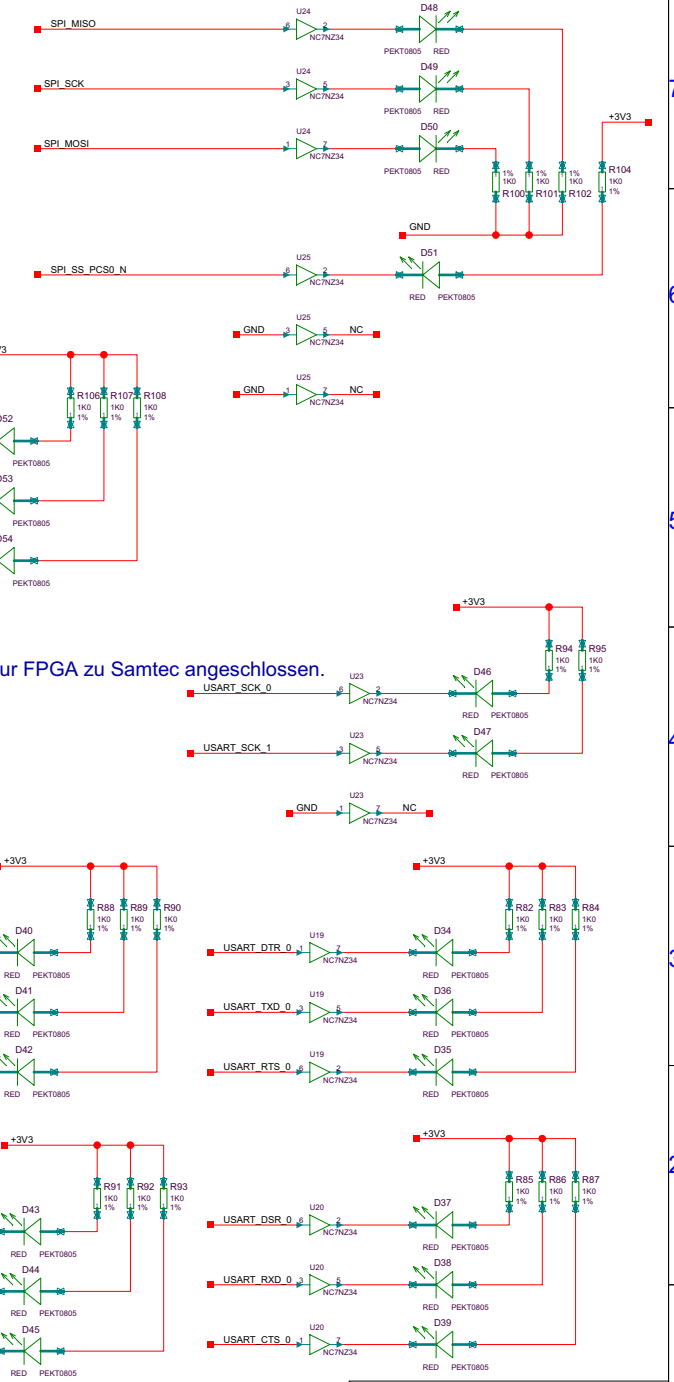 SPI_MISO
6 U24 2
NC7NZ34
D48
PEKT0805 RED
SPI_SCK
3 U24 5
NC7NZ34
D49
PEKT0805 RED
SPI_MOSI
1 U24 7
NC7NZ34
D50
PEKT0805 RED
+3V3
1% 1% 1% R104
1K0 1K0 1K0 1K0
R100 R101 R102 1%
GND
SPI_SS_PCS0_N
6 U25 2
NC7NZ34
D51
RED PEKT0805
GND 3 U25 5 NC
NC7NZ34
GND 1 U25 7 NC
NC7NZ34
R106 R107 R108
1K0 1K0 1K0
1% 1% 1%
PEKT0805
PEKT0805
PEKT0805
ur FPGA zu Samtec angeschlossen.
+3V3
R94 R95
1K0 1K0
1% 1%
USART_SCK_0 6 U23 2
NC7NZ34
D46
RED PEKT0805
USART_SCK_1 3 U23 5
NC7NZ34
D47
RED PEKT0805
GND 1 U23 7 NC
NC7NZ34
+3V3
R88 R89 R90
1K0 1K0 1K0
1% 1% 1%
D40
RED PEKT0805
D41
RED PEKT0805
D42
RED PEKT0805
+3V3
R82 R83 R84
1K0 1K0 1K0
1% 1% 1%
USART_DTR_0 1 U19 7
NC7NZ34
D34
RED PEKT0805
USART_TXD_0 3 U19 5
NC7NZ34
D36
RED PEKT0805
USART_RTS_0 6 U19 2
NC7NZ34
D35
RED PEKT0805
+3V3
R91 R92 R93
1K0 1K0 1K0
1% 1% 1%
D43
RED PEKT0805
D44
RED PEKT0805
D45
RED PEKT0805
+3V3
R85 R86 R87
1K0 1K0 1K0
1% 1% 1%
USART_DSR_0 6 U20 2
NC7NZ34
D37
RED PEKT0805
USART_RXD_0 3 U20 5
NC7NZ34
D38
RED PEKT0805
USART_CTS_0 1 U20 7
NC7NZ34
D39
RED PEKT0805